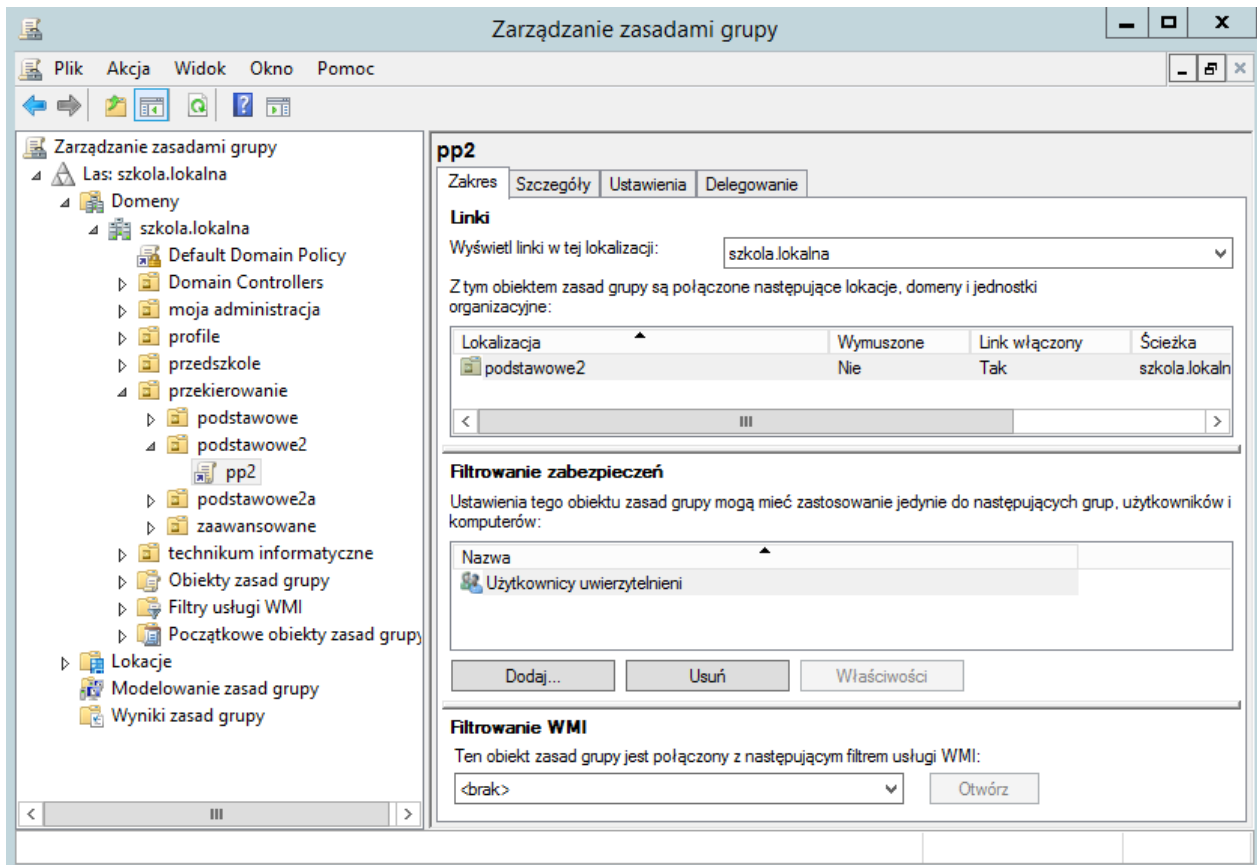 Zarządzanie zasadami grupy
Plik Akcja Widok Okno Pomoc
Zarządzanie zasadami grupy
Las: szkola.lokalna
Domeny
szkola.lokalna
Default Domain Policy
Domain Controllers
moja administracja
profile
przedszkole
przekierowanie
podstawowe
podstawowe2
pp2
podstawowe2a
zaawansowane
technikum informatyczne
Obiekty zasad grupy
Filtry usługi WMI
Początkowe obiekty zasad grupy
Lokacje
Modelowanie zasad grupy
Wyniki zasad grupy
pp2
Zakres Szczegóły Ustawienia Delegowanie
Linki
Wyświetl linki w tej lokalizacji: szkola.lokalna
Z tym obiektem zasad grupy są połączone następujące lokacje, domeny i jednostki
organizacyjne:
Lokalizacja Wymuszone Link włączony Ścieżka
podstawowe2 Nie Tak szkola.lokaln
Filtrowanie zabezpieczeń
Ustawienia tego obiektu zasad grupy mogą mieć zastosowanie jedynie do następujących grup, użytkowników i
komputerów:
Nazwa
Użytkownicy uwierzytelnieni
Dodaj... Usuń Właściwości
Filtrowanie WMI
Ten obiekt zasad grupy jest połączony z następującym filtrem usługi WMI:
<brak> Otwórz